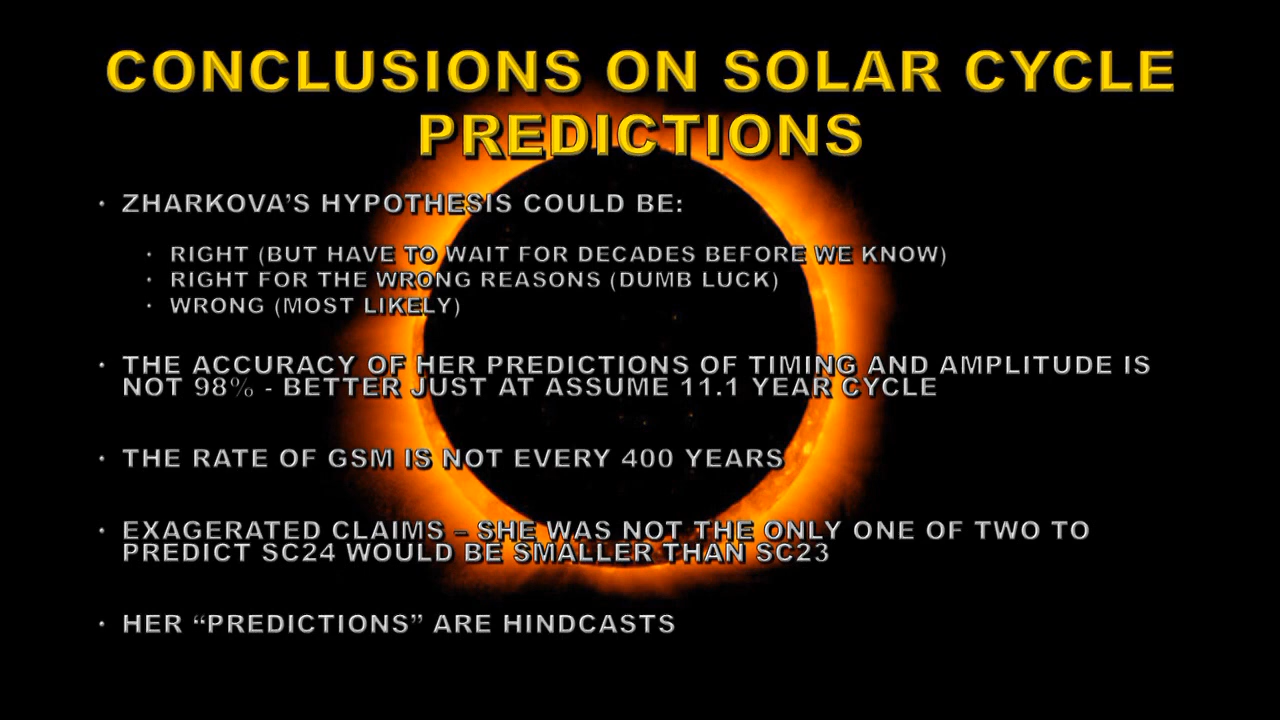 CONCLUSIONS ON SOLAR CYCLE
PREDICTIONS
• ZHARKOVA’S HYPOTHESIS COULD BE:
• RIGHT (BUT HAVE TO WAIT FOR DECADES BEFORE WE KNOW)
• RIGHT FOR THE WRONG REASONS (DUMB LUCK)
• WRONG (MOST LIKELY)
• THE ACCURACY OF HER PREDICTIONS OF TIMING AND AMPLITUDE IS
NOT 98% - BETTER JUST AT ASSUME 11.1 YEAR CYCLE
• THE RATE OF GSM IS NOT EVERY 400 YEARS
• EXAGERATED CLAIMS – SHE WAS NOT THE ONLY ONE OF TWO TO
PREDICT SC24 WOULD BE SMALLER THAN SC23
• HER “PREDICTIONS” ARE HINDCASTS